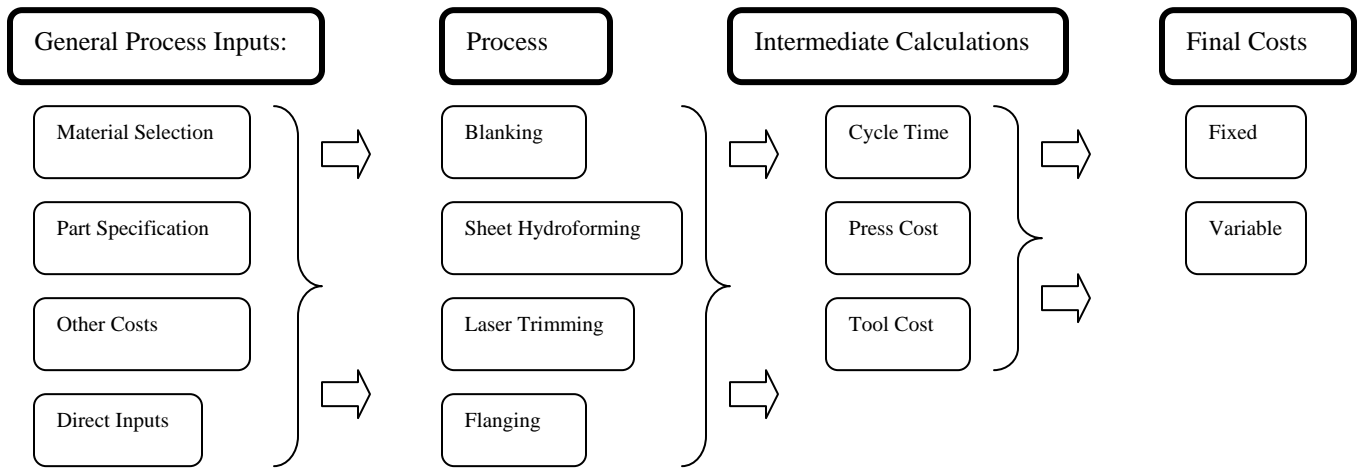 General Process Inputs:
Process
Intermediate Calculations
Final Costs
Material Selection
Blanking
Cycle Time
Fixed
Part Specification
Sheet Hydroforming
Press Cost
Variable
Other Costs
Laser Trimming
Tool Cost
Direct Inputs
Flanging